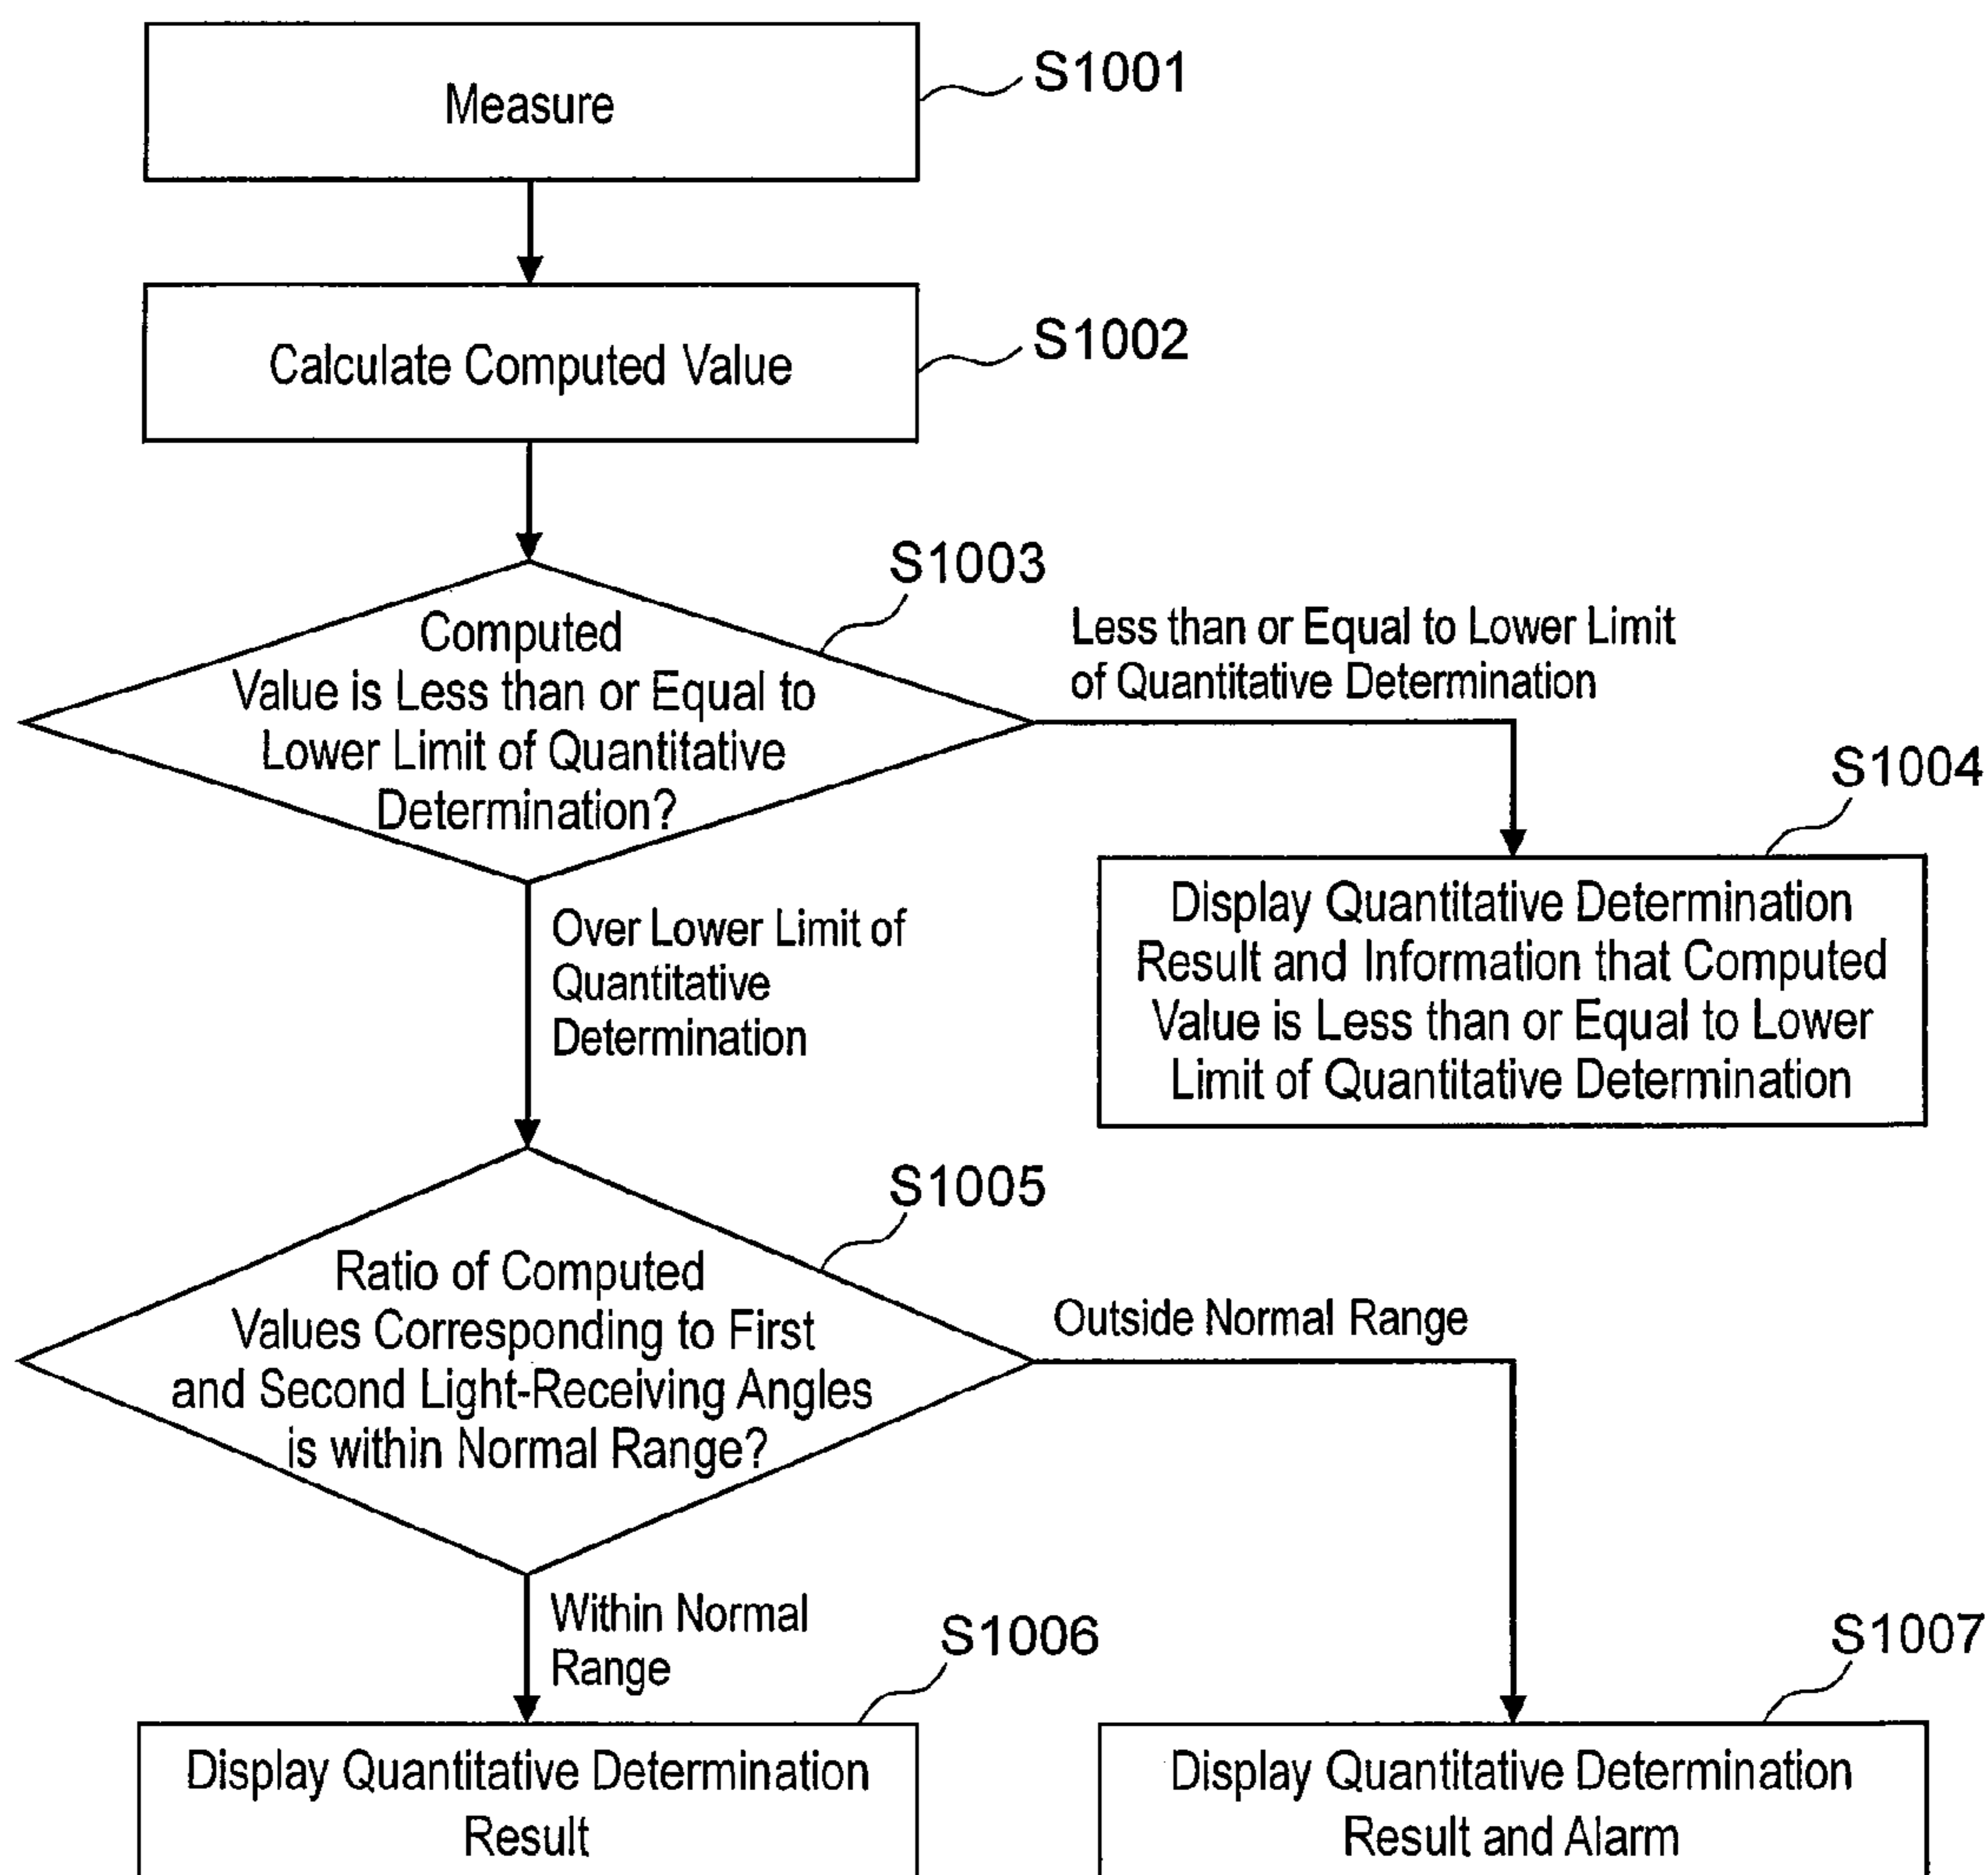 Measure
S1001
Calculate Computed Value
S1002
S1003
Computed
Value is Less than or Equal to
Lower Limit of Quantitative
Determination?
Less than or Equal to Lower Limit
of Quantitative Determination
S1004
Display Quantitative Determination
Result and Information that Computed
Value is Less than or Equal to Lower
Limit of Quantitative Determination
Over Lower Limit of
Quantitative
Determination
S1005
Ratio of Computed
Values Corresponding to First
and Second Light-Receiving Angles
is within Normal Range?
Outside Normal Range
Within Normal
Range
S1006
Display Quantitative Determination
Result
S1007
Display Quantitative Determination
Result and Alarm